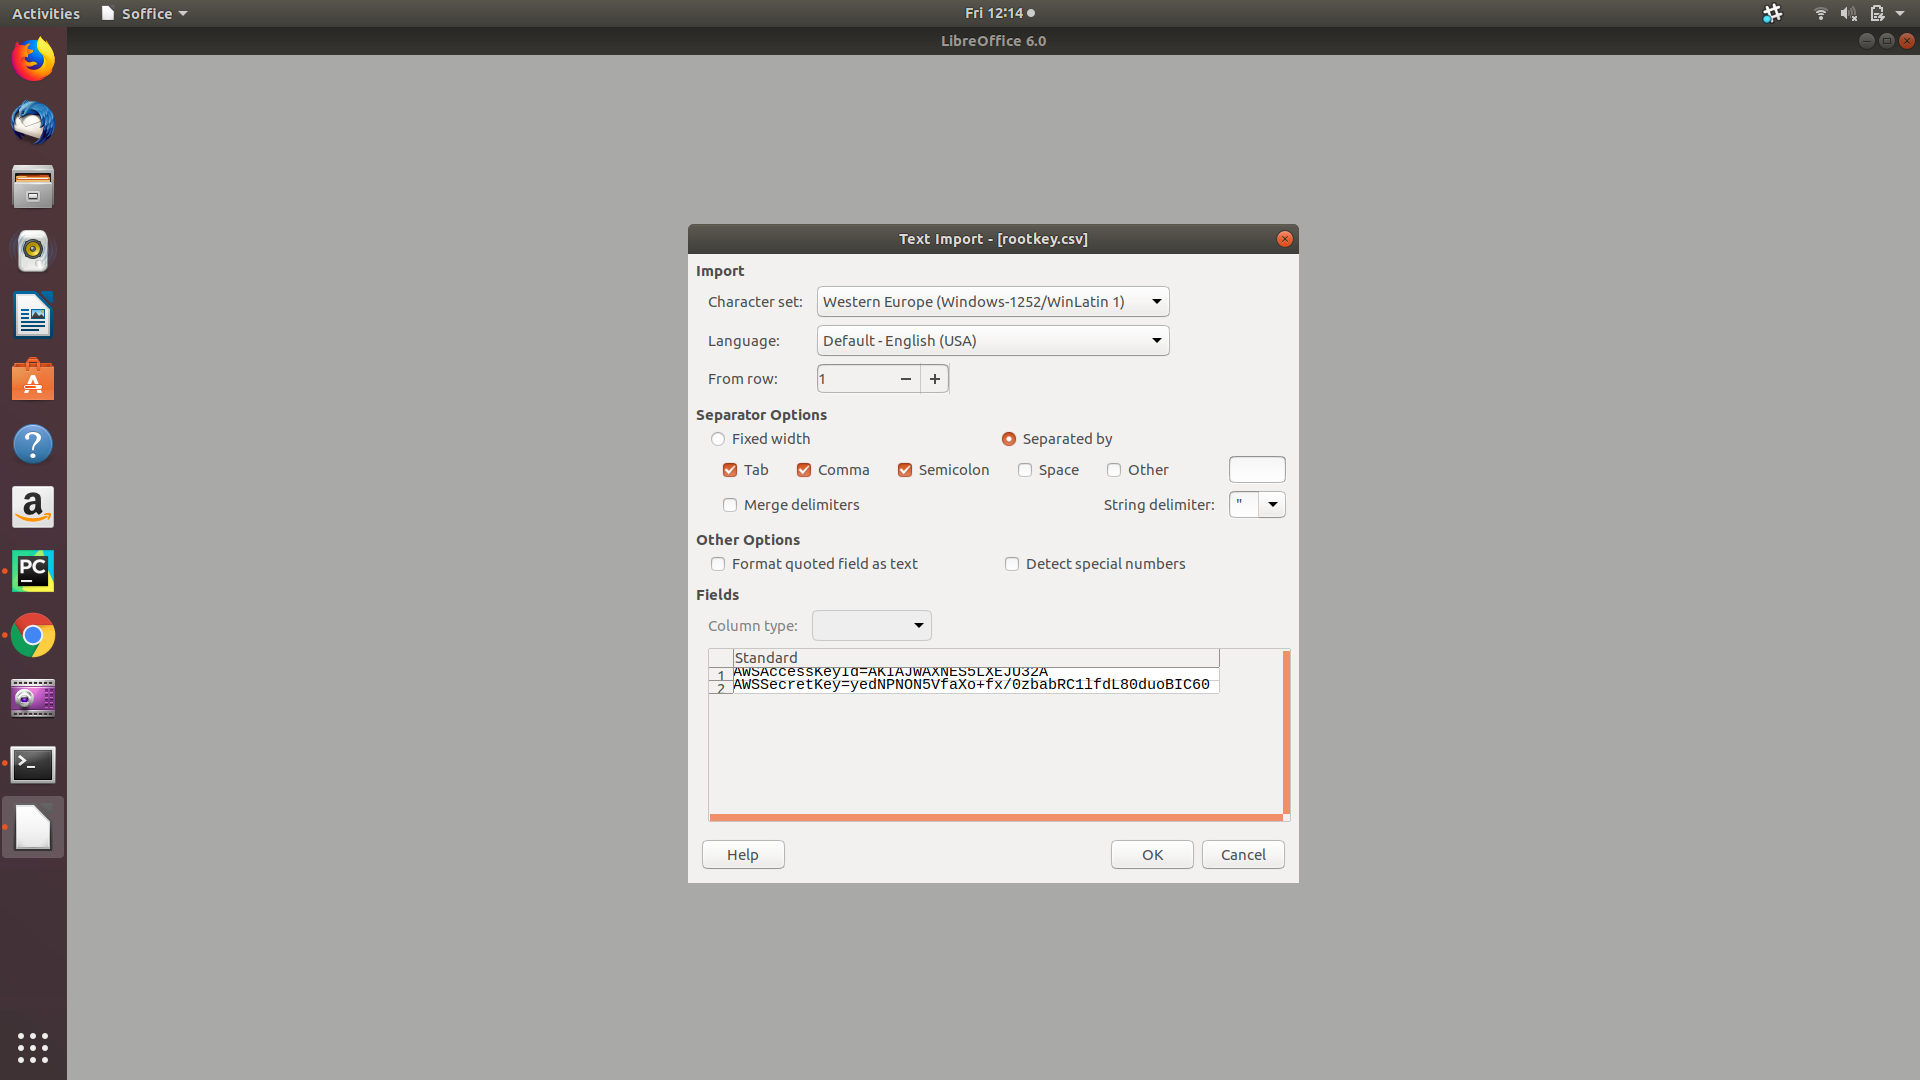 Activities
Soffice
Fri 12:14
LibreOffice 6.0
Text Import - [rootkey.csv]
Import
Character set: Western Europe (Windows-1252/WinLatin 1)
Language: Default - English (USA)
From row: 1
Separator Options
Fixed width Separated by
Tab Comma Semicolon Space Other
Merge delimiters String delimiter: "
Other Options
Format quoted field as text Detect special numbers
Fields
Column type:
Standard
1
2 AWSSecretKey=yedNPNON5VfaXo+fx/0zbabRC1lfdL80duoBIC60
Help OK Cancel
a
PC